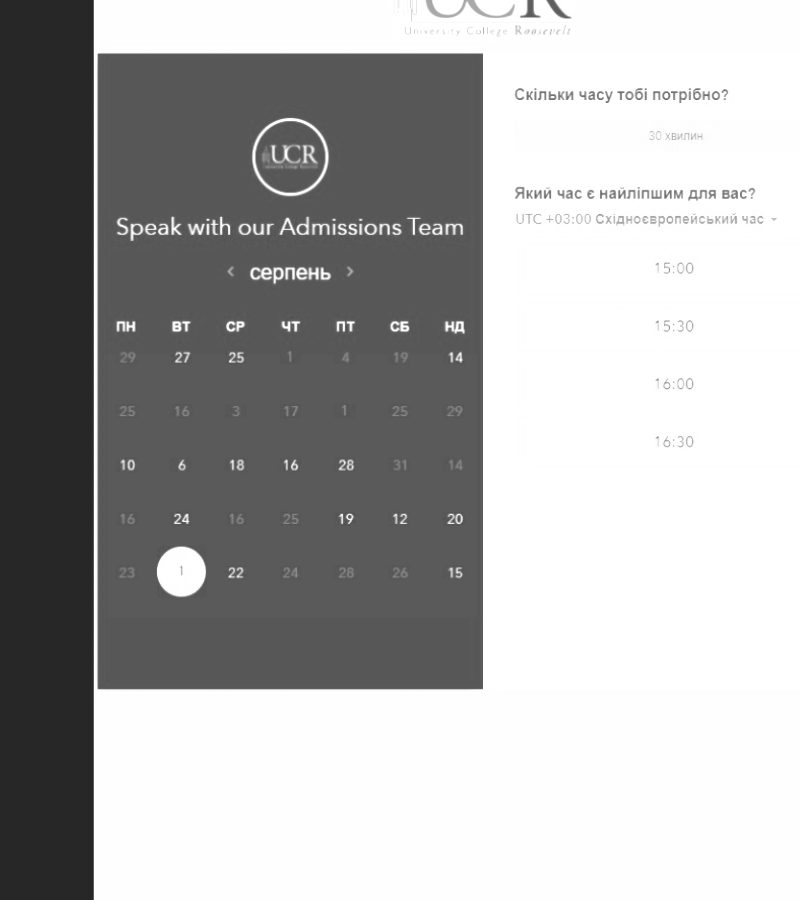 UCR
University College Roosevelt
UCR
Speak with our Admissions Team
серпень
ПН ВТ СР ЧТ ПТ СБ НД
29 27 25 1 4 19 14
25 16 3 17 1 25 29
10 6 18 16 28 31 14
16 24 16 25 19 12 20
23 1 22 24 28 26 15
Скільки часу тобі потрібно?
30 хвилин
Який час є найліпшим для вас?
UTC +03:00 Східноєвропейський час
15:00
15:30
16:00
16:30